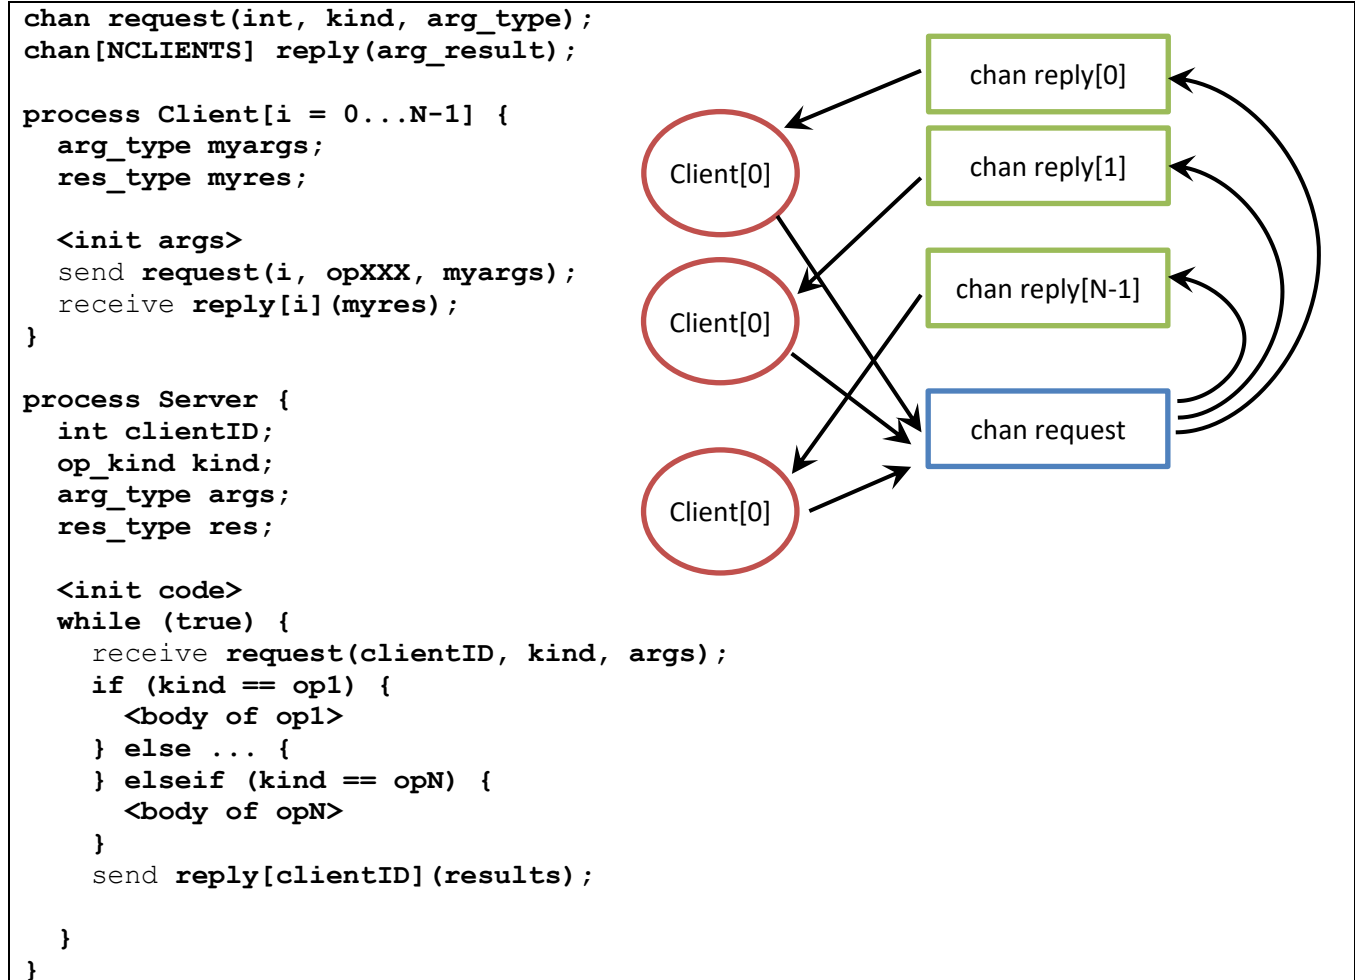 chan request(int, kind, arg_type);
chan[NCLIENTS] reply(arg_result);
process Client[i = 0...N-1] {
arg_type myargs;
res_type myres;
<init args>
send request(i, opXXX, myargs);
receive reply[i](myres);
}
process Server {
int clientID;
op_kind kind;
arg_type args;
res_type res;
<init code>
while (true) {
receive request(clientID, kind, args);
if (kind == op1) {
<body of op1>
} else ... {
} elseif (kind == opN) {
<body of opN>
}
send reply[clientID](results);
}
}
chan reply[0]
Client[0]
chan reply[1]
chan reply[N-1]
Client[0]
chan request
Client[0]